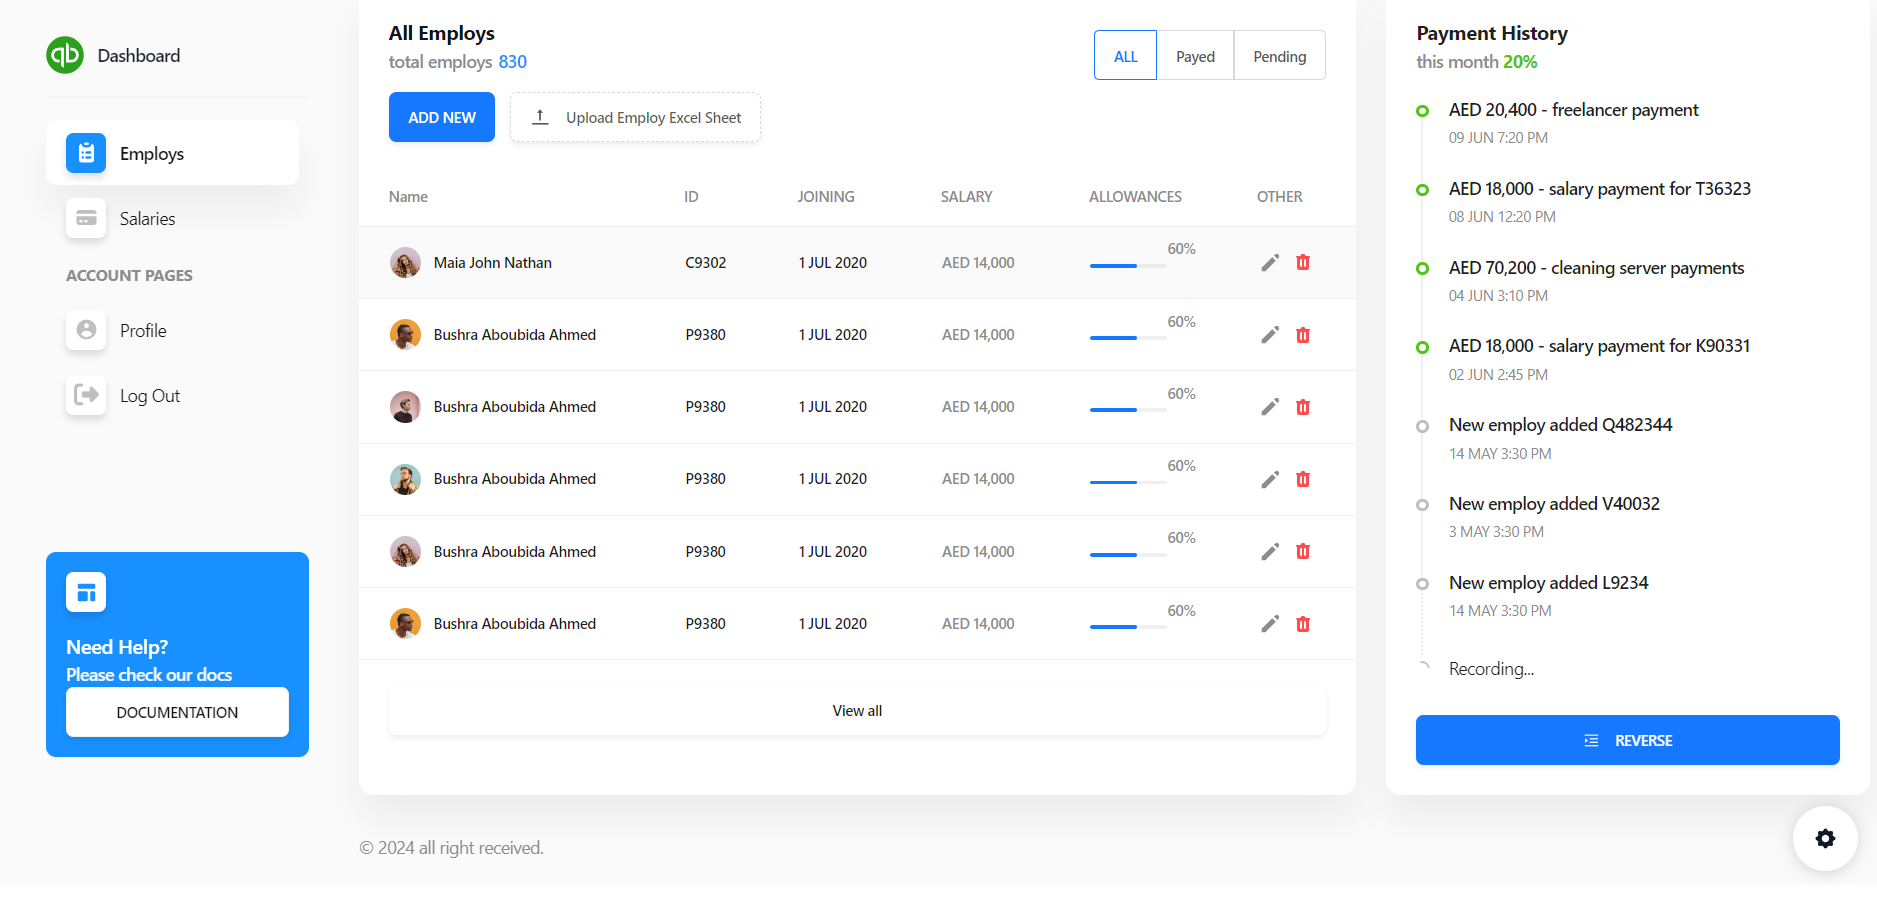 qb Dashboard
Employs
Salaries
ACCOUNT PAGES
Profile
Log Out
Need Help?
Please check our docs
DOCUMENTATION
All Employs
total employs 830
ALL Payed Pending
ADD NEW Upload Employ Excel Sheet
Name ID JOINING SALARY ALLOWANCES OTHER
Maia John Nathan C9302 1 JUL 2020 AED 14,000 60%
Bushra Aboubida Ahmed P9380 1 JUL 2020 AED 14,000 60%
Bushra Aboubida Ahmed P9380 1 JUL 2020 AED 14,000 60%
Bushra Aboubida Ahmed P9380 1 JUL 2020 AED 14,000 60%
Bushra Aboubida Ahmed P9380 1 JUL 2020 AED 14,000 60%
Bushra Aboubida Ahmed P9380 1 JUL 2020 AED 14,000 60%
View all
Payment History
this month 20%
AED 20,400 - freelancer payment
09 JUN 7:20 PM
AED 18,000 - salary payment for T36323
08 JUN 12:20 PM
AED 70,200 - cleaning server payments
04 JUN 3:10 PM
AED 18,000 - salary payment for K90331
02 JUN 2:45 PM
New employ added Q482344
14 MAY 3:30 PM
New employ added V40032
3 MAY 3:30 PM
New employ added L9234
14 MAY 3:30 PM
Recording...
REVERSE
© 2024 all right received.